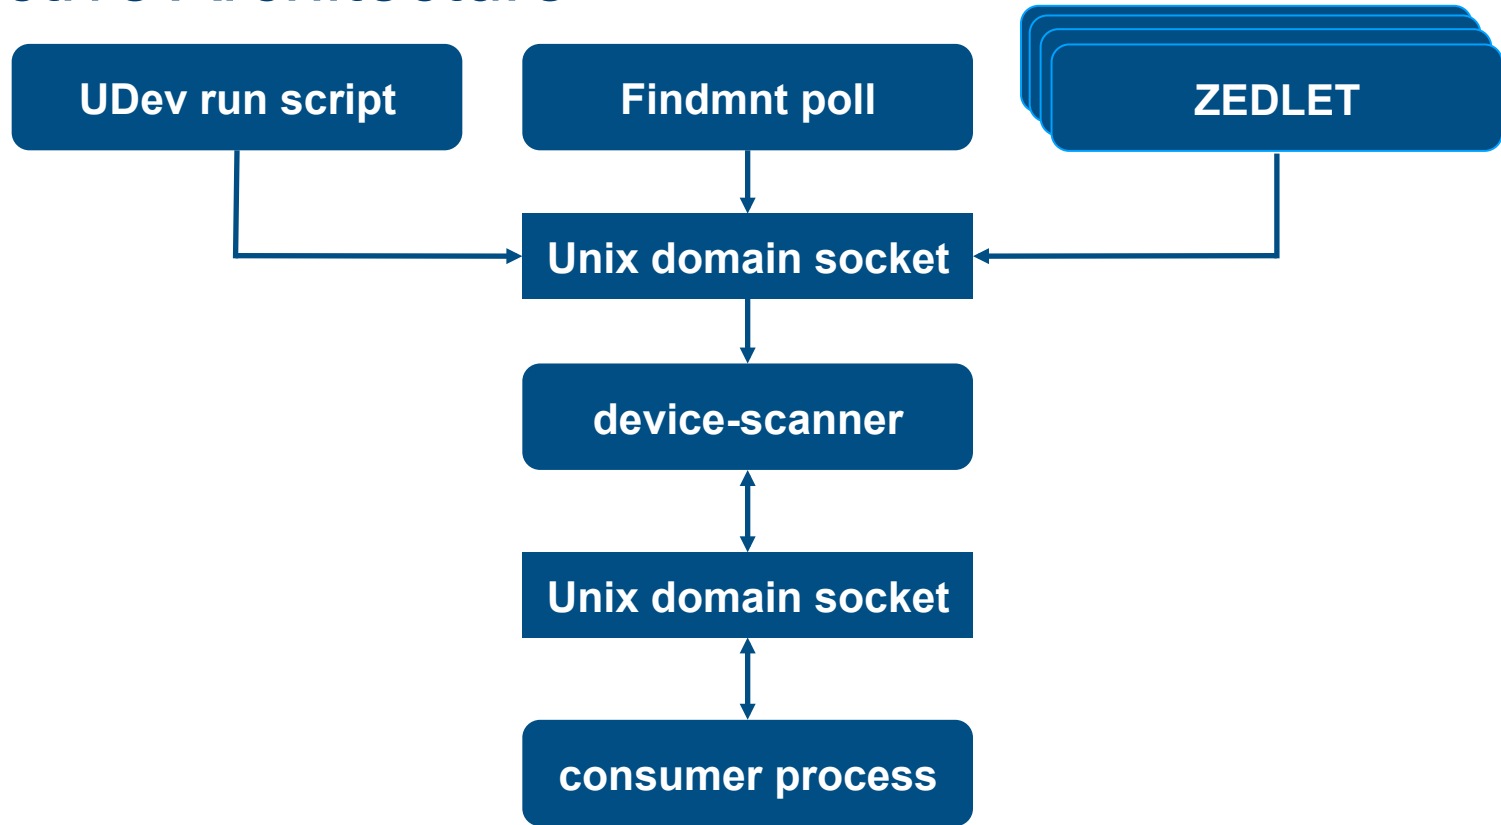 UDev run script
Findmnt poll
ZEDLET
Unix domain socket
device-scanner
Unix domain socket
consumer process